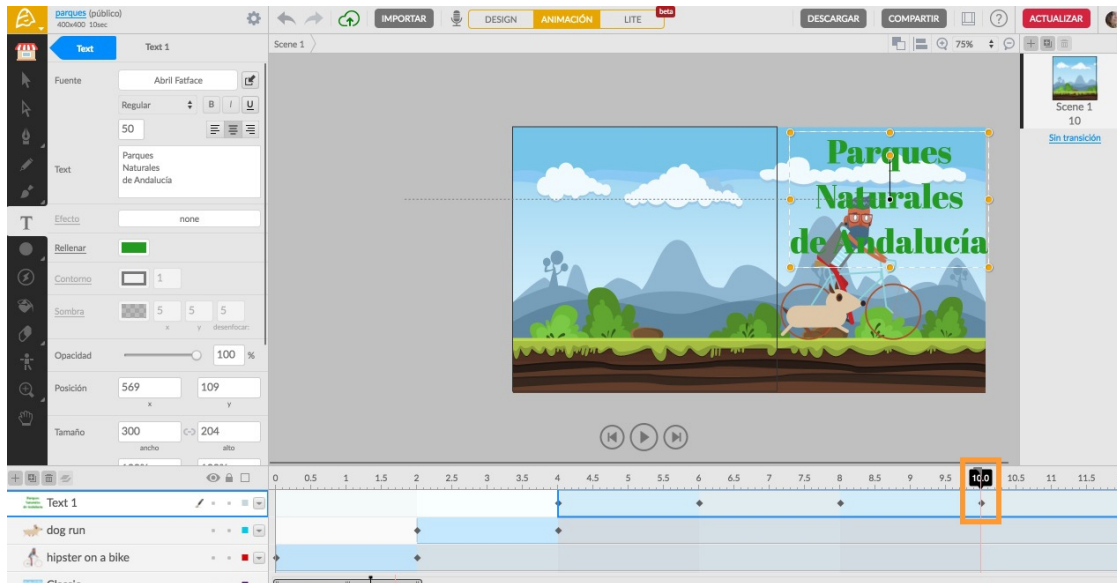 parques (público)
400x400 10sec
IMPORTAR
DESIGN
ANIMACIÓN
LITE
beta
DESCARGAR
COMPARTIR
?
ACTUALIZAR
Text
Text 1
Scene 1
75%
Fuente
Abril Fatface
Regular
B
I
U
50
Text
Parques
Naturales
de Andalucía
T
Efecto
none
Rellenar
Contorno
1
Sombra
5
5
5
x
y
desenfocar:
Opacidad
100
%
Posición
569
109
x
y
Tamaño
300
204
ancho
alto
Parques
Naturales
de Andalucía
Scene 1
10
Sin transición
0 0.5 1 1.5 2 2.5 3 3.5 4 4.5 5 5.5 6 6.5 7 7.5 8 8.5 9 9.5 10.0 10.5 11 11.5
Text 1
dog run
hipster on a bike